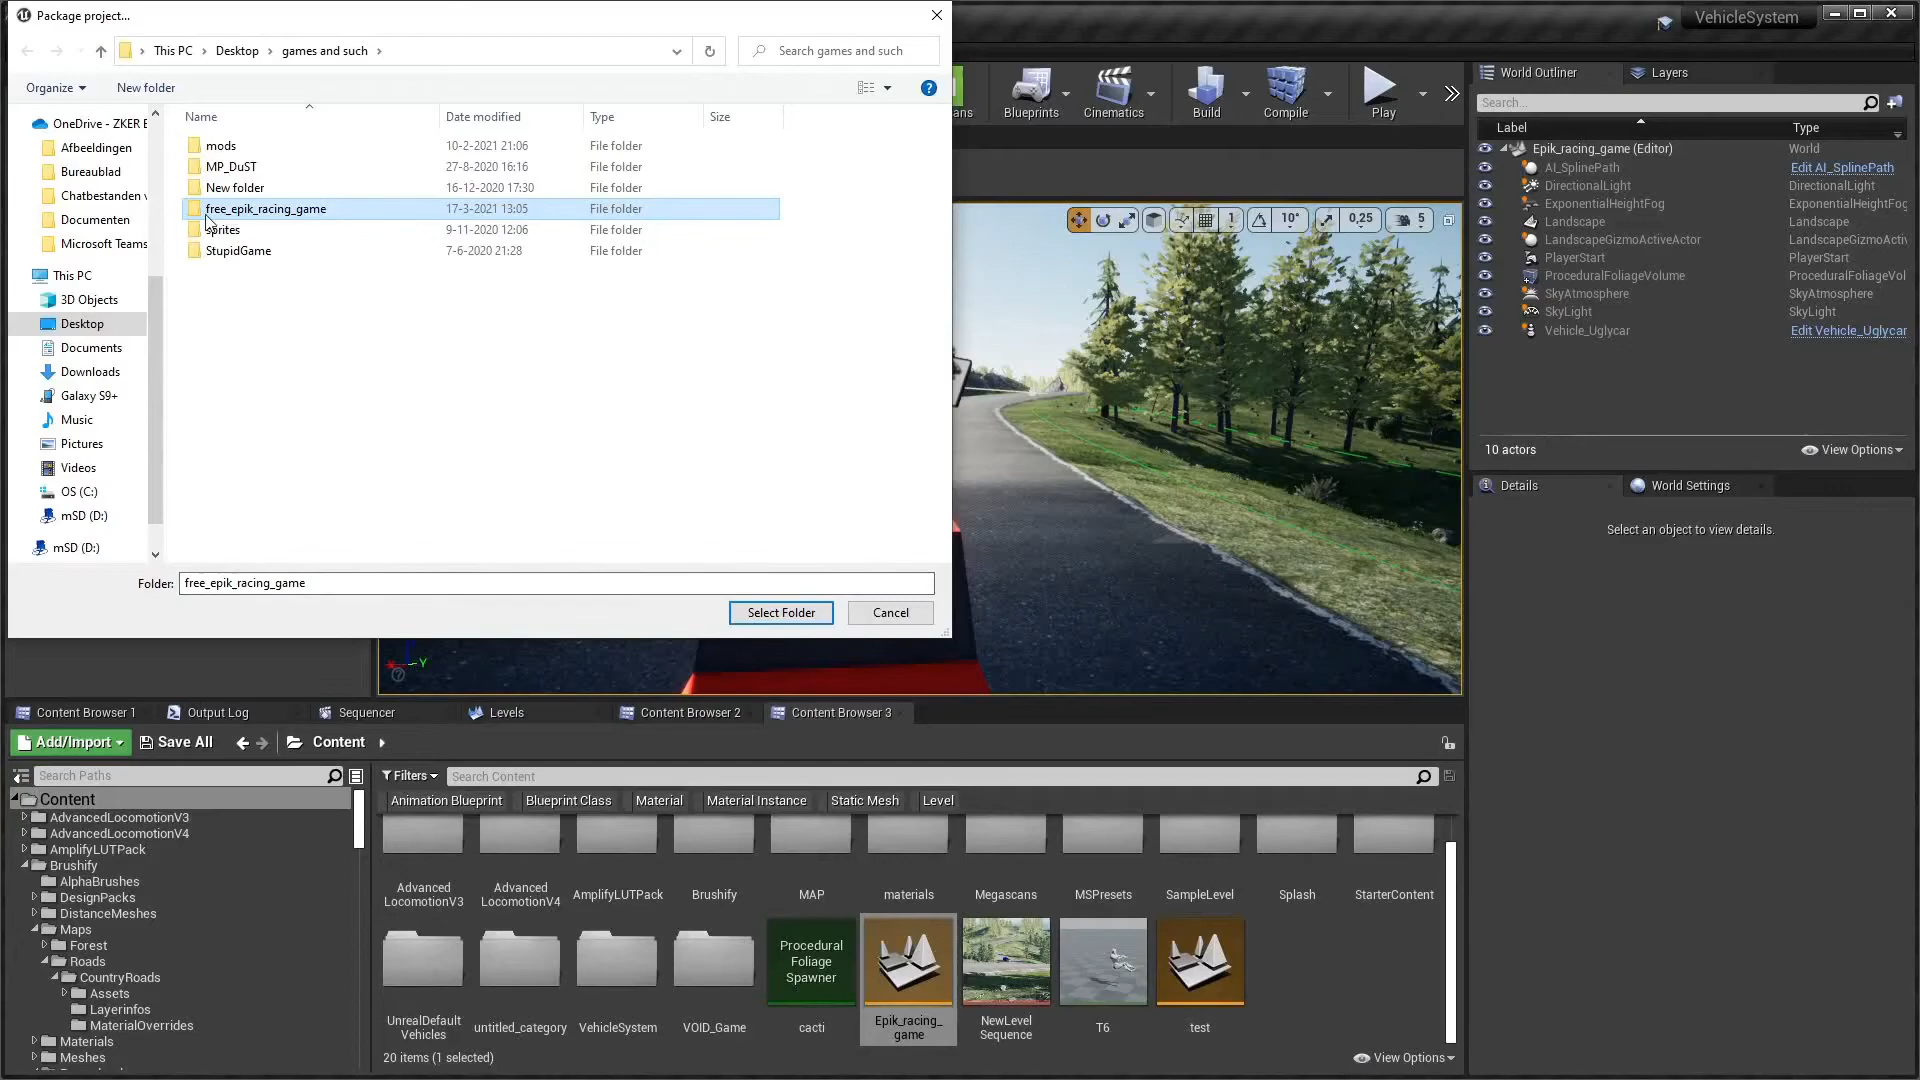 Package project...
VehicleSystem
This PC
Desktop
games and such
Search games and such
Organize
New folder
Name
Date modified
Type
Size
OneDrive - ZKER E
Afbeeldingen
Bureaublad
Chatbestanden v
Documenten
Microsoft Teams
This PC
3D Objects
Desktop
Documents
Downloads
Galaxy S9+
Music
Pictures
Videos
OS (C:)
mSD (D:)
mSD (D:)
mods 10-2-2021 21:06 File folder
MP_DuST 27-8-2020 16:16 File folder
New folder 16-12-2020 17:30 File folder
free_epik_racing_game 17-3-2021 13:05 File folder
sprites 9-11-2020 12:06 File folder
StupidGame 7-6-2020 21:28 File folder
Folder: free_epik_racing_game
Select Folder
Cancel
Blueprints
Cinematics
Build
Compile
Play
1
10°
0,25
5
Y
World Outliner
Layers
Search...
Label Type
Epik_racing_game (Editor) World
AI_SplinePath Edit AI_SplinePath
DirectionalLight DirectionalLight
ExponentialHeightFog ExponentialHeightFog
Landscape Landscape
LandscapeGizmoActiveActor LandscapeGizmoActiv
PlayerStart PlayerStart
ProceduralFoliageVolume ProceduralFoliageVol
SkyAtmosphere SkyAtmosphere
SkyLight SkyLight
Vehicle_Uglycar Edit Vehicle_Uglycar
10 actors
View Options
Details
World Settings
Select an object to view details.
Content Browser 1
Output Log
Sequencer
Levels
Content Browser 2
Content Browser 3
Add/Import
Save All
Content
Search Paths
Content
AdvancedLocomotionV3
AdvancedLocomotionV4
AmplifyLUTPack
Brushify
AlphaBrushes
DesignPacks
DistanceMeshes
Maps
Forest
Roads
CountryRoads
Assets
Layerinfos
MaterialOverrides
Materials
Meshes
Filters
Search Content
Animation Blueprint
Blueprint Class
Material
Material Instance
Static Mesh
Level
Advanced
LocomotionV3
Advanced
LocomotionV4
AmplifyLUTPack
Brushify
MAP
materials
Megascans
MSPresets
SampleLevel
Splash
StarterContent
UnrealDefault
Vehicles
untitled_category
VehicleSystem
VOID_Game
Procedural
Foliage
Spawner
cacti
Epik_racing_
game
NewLevel
Sequence
T6
test
20 items (1 selected)
View Options